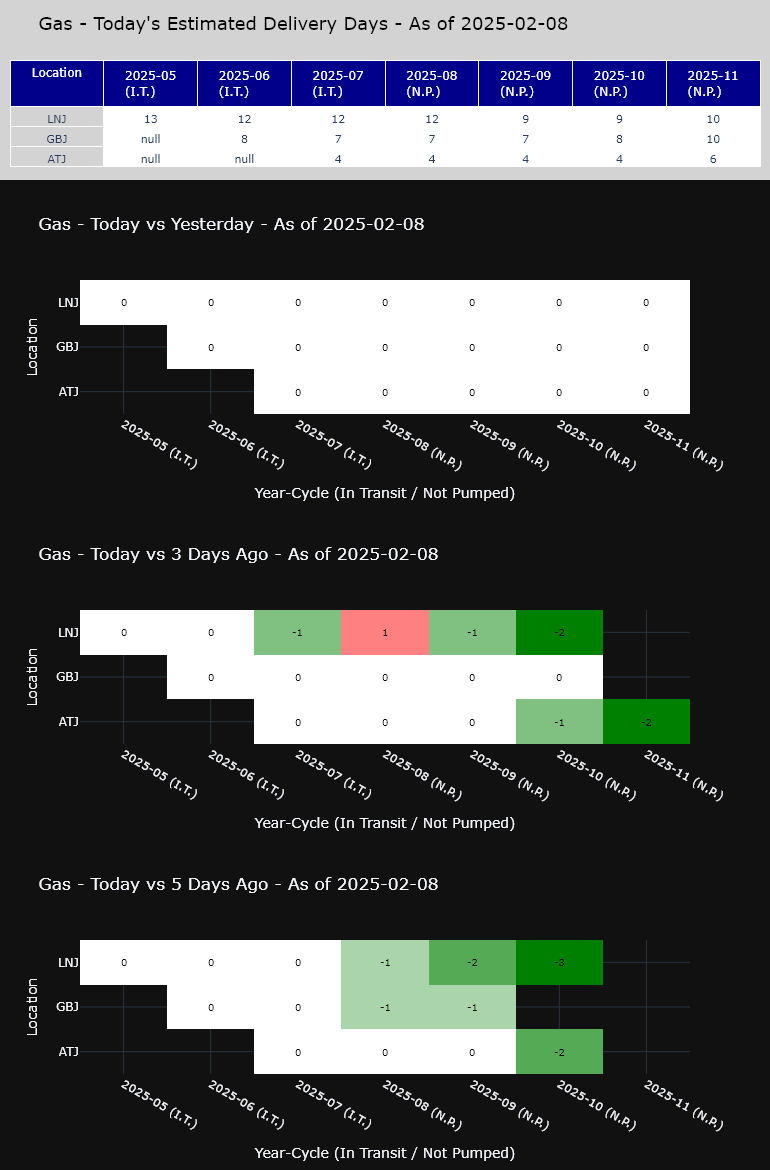 Gas - Today's Estimated Delivery Days - As of 2025-02-08
Location 2025-05 (I.T.) 2025-06 (I.T.) 2025-07 (I.T.) 2025-08 (N.P.) 2025-09 (N.P.) 2025-10 (N.P.) 2025-11 (N.P.)
LNJ 13 12 12 12 9 9 10
GBJ null 8 7 7 7 8 10
ATJ null null 4 4 4 4 6
Gas - Today vs Yesterday - As of 2025-02-08
Location
LNJ 0 0 0 0 0 0 0
GBJ 0 0 0 0 0 0
ATJ 0 0 0 0 0
2025-05 (I.T.) 2025-06 (I.T.) 2025-07 (I.T.) 2025-08 (N.P.) 2025-09 (N.P.) 2025-10 (N.P.) 2025-11 (N.P.)
Year-Cycle (In Transit / Not Pumped)
Gas - Today vs 3 Days Ago - As of 2025-02-08
Location
LNJ 0 0 -1 1 -1 -2
GBJ 0 0 0 0 0
ATJ 0 0 0 -1 -2
2025-05 (I.T.) 2025-06 (I.T.) 2025-07 (I.T.) 2025-08 (N.P.) 2025-09 (N.P.) 2025-10 (N.P.) 2025-11 (N.P.)
Year-Cycle (In Transit / Not Pumped)
Gas - Today vs 5 Days Ago - As of 2025-02-08
Location
LNJ 0 0 0 -1 -2 -3
GBJ 0 0 -1 -1
ATJ 0 0 0 -2
2025-05 (I.T.) 2025-06 (I.T.) 2025-07 (I.T.) 2025-08 (N.P.) 2025-09 (N.P.) 2025-10 (N.P.) 2025-11 (N.P.)
Year-Cycle (In Transit / Not Pumped)